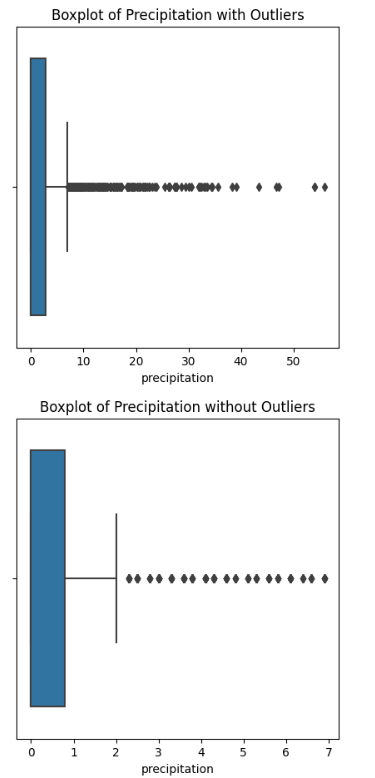 Boxplot of Precipitation with Outliers
0 10 20 30 40 50
precipitation
Boxplot of Precipitation without Outliers
0 1 2 3 4 5 6 7
precipitation